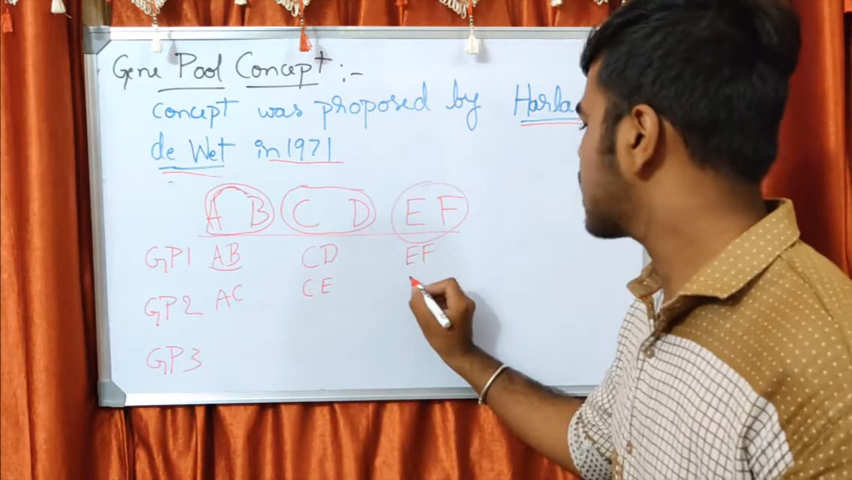 Gene Pool Concept :-
concept was proposed by
de Wet in 1971
A B C D E F
GP1 AB CD EF
GP2 AC CE
GP3